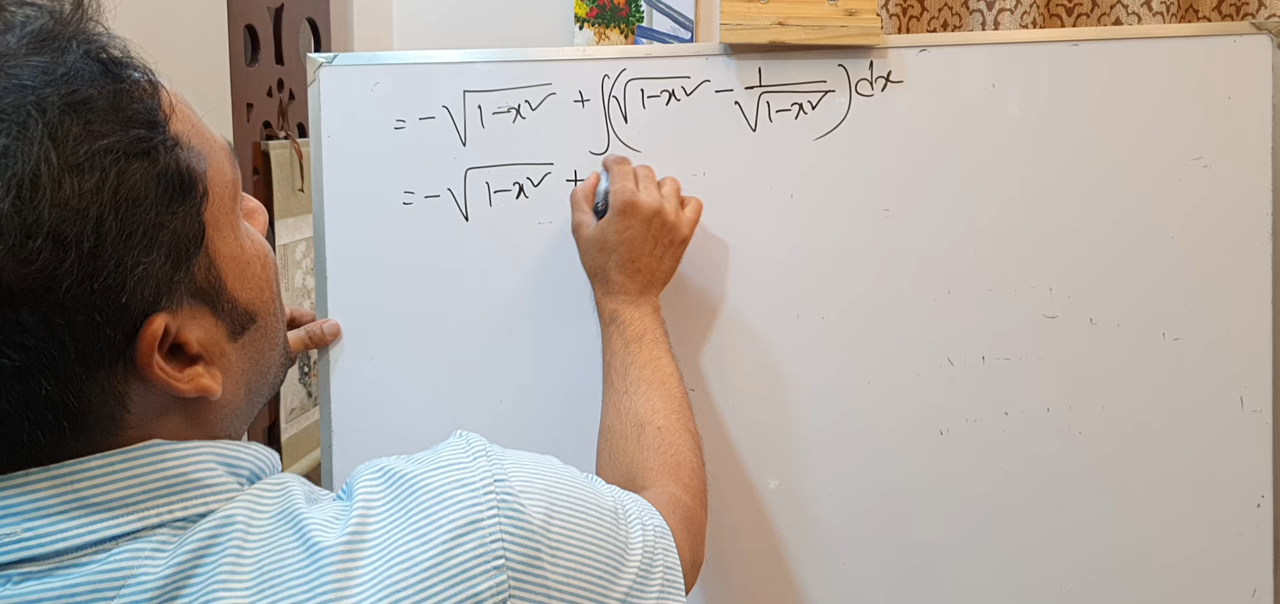 = -√(1-x²) + ∫(√(1-x²) - 1/√(1-x²)) dx
= -√(1-x²) +